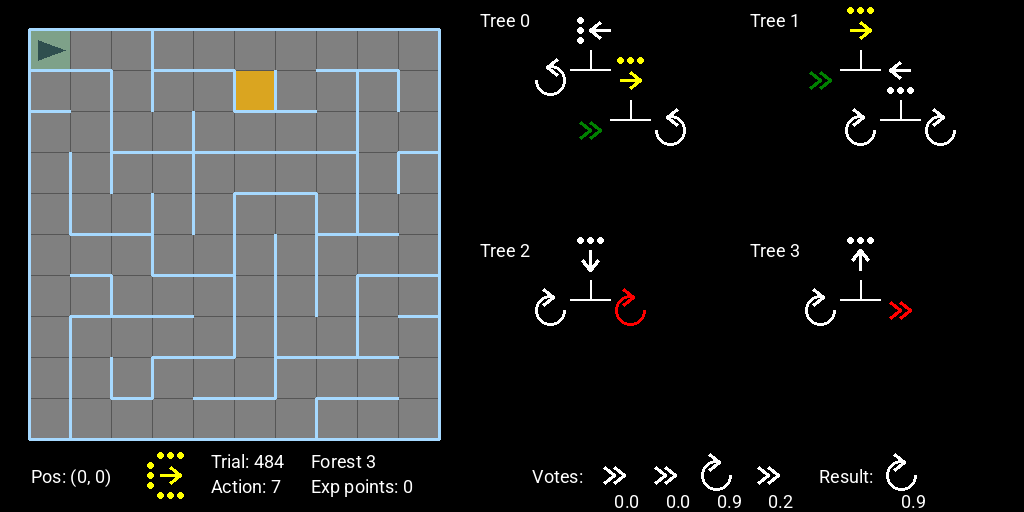 Tree 0
Tree 1
Tree 2
Tree 3
Pos: (0, 0)
Trial: 484
Forest 3
Action: 7
Exp points: 0
Votes:
0.0
0.0
0.9
0.2
Result:
0.9